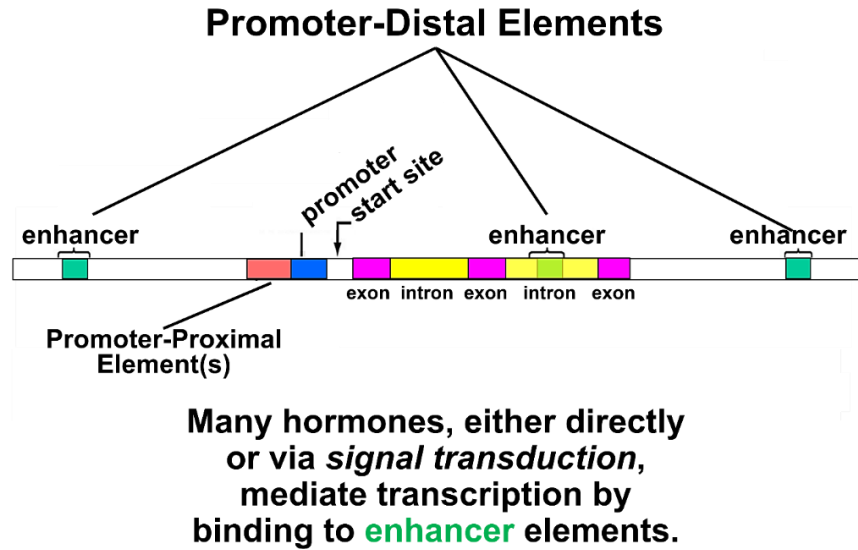 Promoter-Distal Elements
promoter
start site
enhancer
enhancer
enhancer
exon
intron
exon
intron
exon
Promoter-Proximal
Element(s)
Many hormones, either directly
or via signal transduction,
mediate transcription by
binding to enhancer elements.